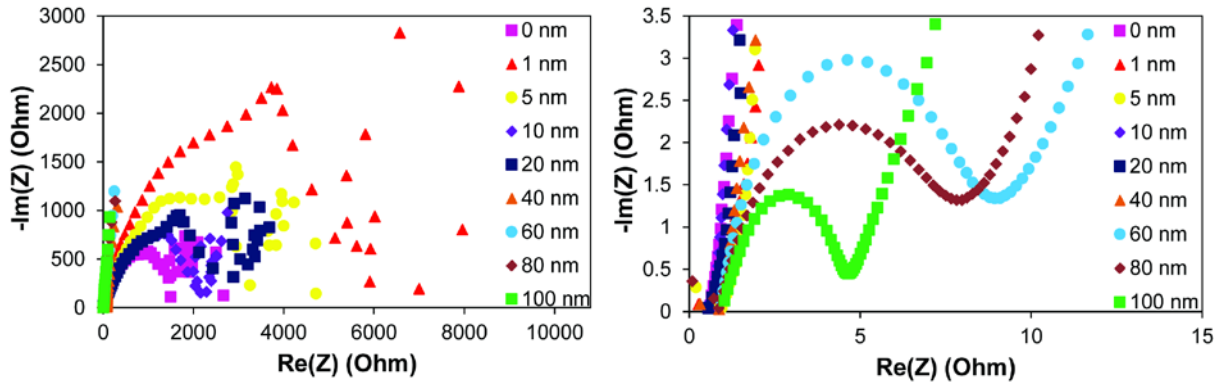 3000
2500
2000
1500
1000
500
0
-Im(Z) (Ohm)
0 2000 4000 6000 8000 10000
Re(Z) (Ohm)
0 nm
1 nm
5 nm
10 nm
20 nm
40 nm
60 nm
80 nm
100 nm
3.5
3
2.5
2
1.5
1
0.5
0
-Im(Z) (Ohm)
0 5 10 15
Re(Z) (Ohm)
0 nm
1 nm
5 nm
10 nm
20 nm
40 nm
60 nm
80 nm
100 nm